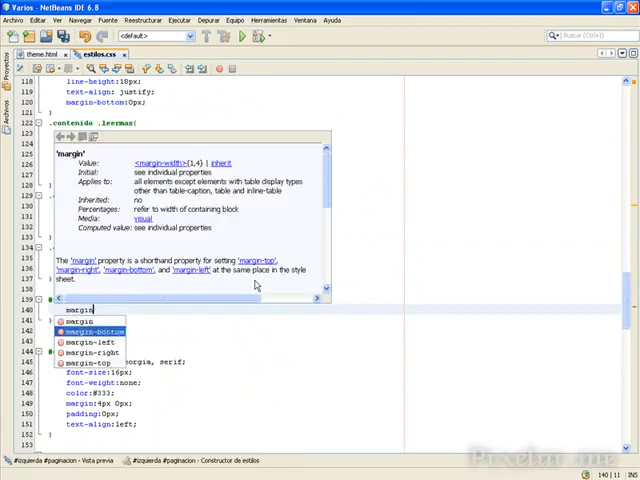 Varios - NetBeans IDE 6.8
Archivo Editar Ver Navegar Fuente Reestructurar Ejecutar Depurar Equipo Herramientas Ventana Ayuda
<default>
Buscar (Ctrl+I)
theme.html
estilos.css
Proyectos
Archivos
118 line-height:18px;
119 text-align: justify;
120 margin-bottom:0px;
121 }
122 .contenido .leermas{
123
'margin'
Value: <margin-width>{1,4} | inherit
Initial: see individual properties
Applies to: all elements except elements with table display types
other than table-caption, table and inline-table
Inherited: no
Percentages: refer to width of containing block
Media: visual
Computed value: see individual properties
The 'margin' property is a shorthand property for setting 'margin-top',
'margin-right', 'margin-bottom', and 'margin-left' at the same place in the style
sheet.
124
125
126
127
128
129
130
131
132
133 }
134
135
136
137
138
139 #
140 margin
141 }
margin
margin-bottom
margin-left
margin-right
margin-top
142
143
144
145 eorgia, serif;
146 font-size:16px;
147 font-weight:none;
148 color:#333;
149 margin:4px 0px;
150 padding:0px;
151 text-align:left;
152 }
153
Pixelar.me
#izquierda #paginacion - Vista previa
#izquierda #paginacion - Constructor de estilos
140 | 11 INS